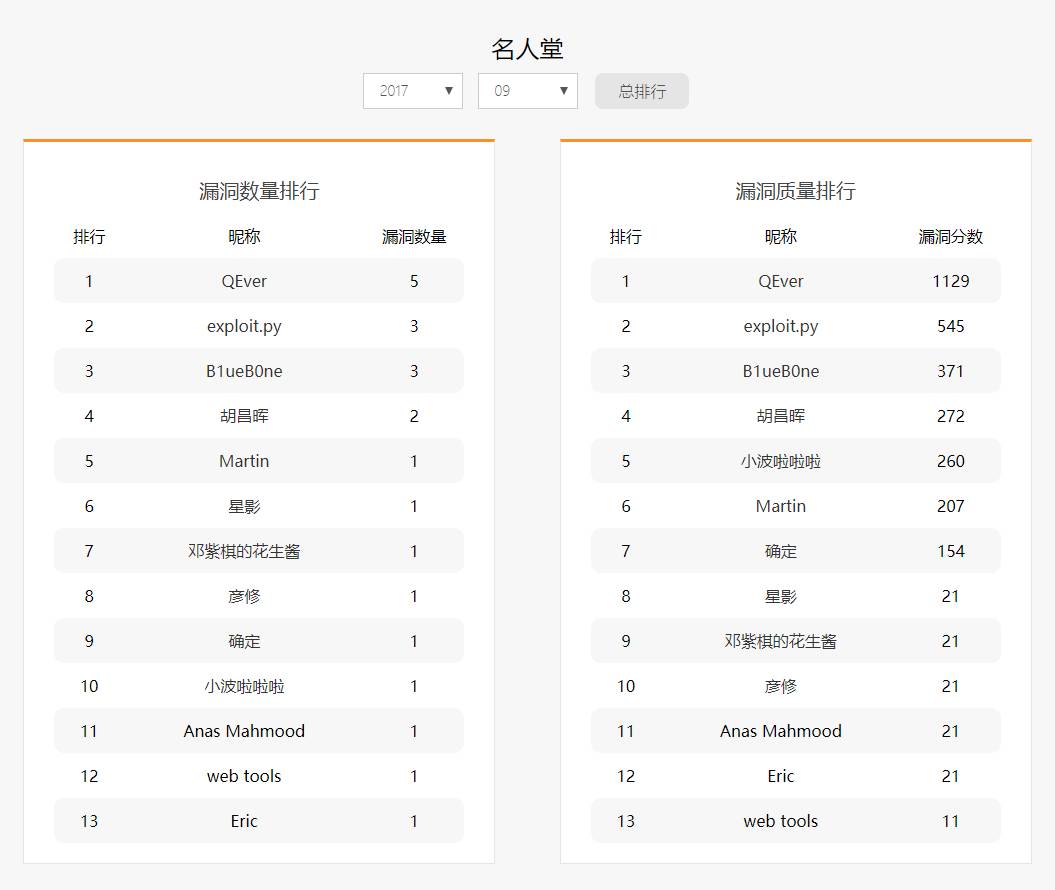 名人堂
2017 ▼ 09 ▼ 总排行
漏洞数量排行
排行 昵称 漏洞数量
1 QEver 5
2 exploit.py 3
3 B1ueB0ne 3
4 胡昌晖 2
5 Martin 1
6 星影 1
7 邓紫棋的花生酱 1
8 彦修 1
9 确定 1
10 小波啦啦啦 1
11 Anas Mahmood 1
12 web tools 1
13 Eric 1
漏洞质量排行
排行 昵称 漏洞分数
1 QEver 1129
2 exploit.py 545
3 B1ueB0ne 371
4 胡昌晖 272
5 小波啦啦啦 260
6 Martin 207
7 确定 154
8 星影 21
9 邓紫棋的花生酱 21
10 彦修 21
11 Anas Mahmood 21
12 Eric 21
13 web tools 11